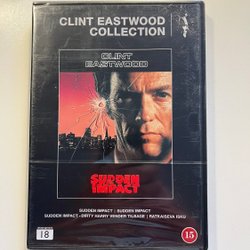 CLINT EASTWOOD
COLLECTION
CLINT
EASTWOOD
SUDDEN
IMPACT
SUDDEN IMPACT | SUDDEN IMPACT
SUDDEN IMPACT - DIRTY HARRY VENDER TILBAGE | RATKAISEVA ISKU
18
15